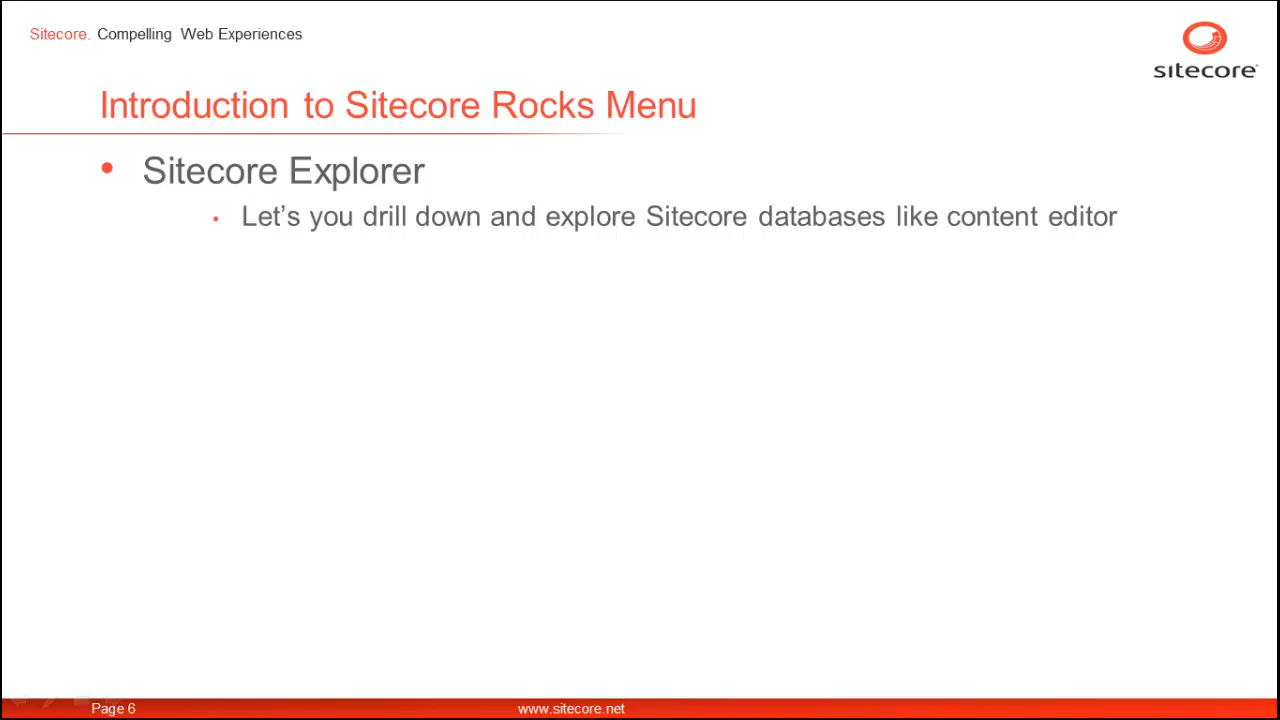 Sitecore. Compelling Web Experiences
sitecore
Introduction to Sitecore Rocks Menu
• Sitecore Explorer
• Let’s you drill down and explore Sitecore databases like content editor
Page 6
www.sitecore.net